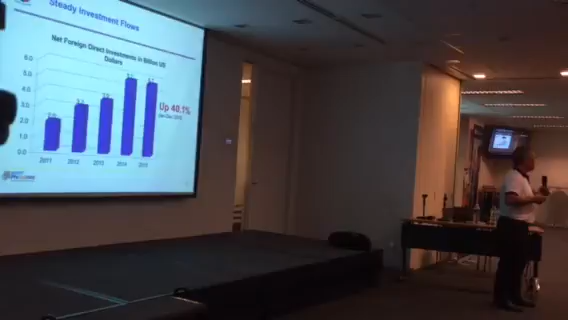 Steady Investment Flows
Net Foreign Direct Investments in Billion US
Dollars
6.0
5.0
4.0
3.0
2.0
1.0
0.0
Up 40.1%
2011 2012 2013 2014 2015